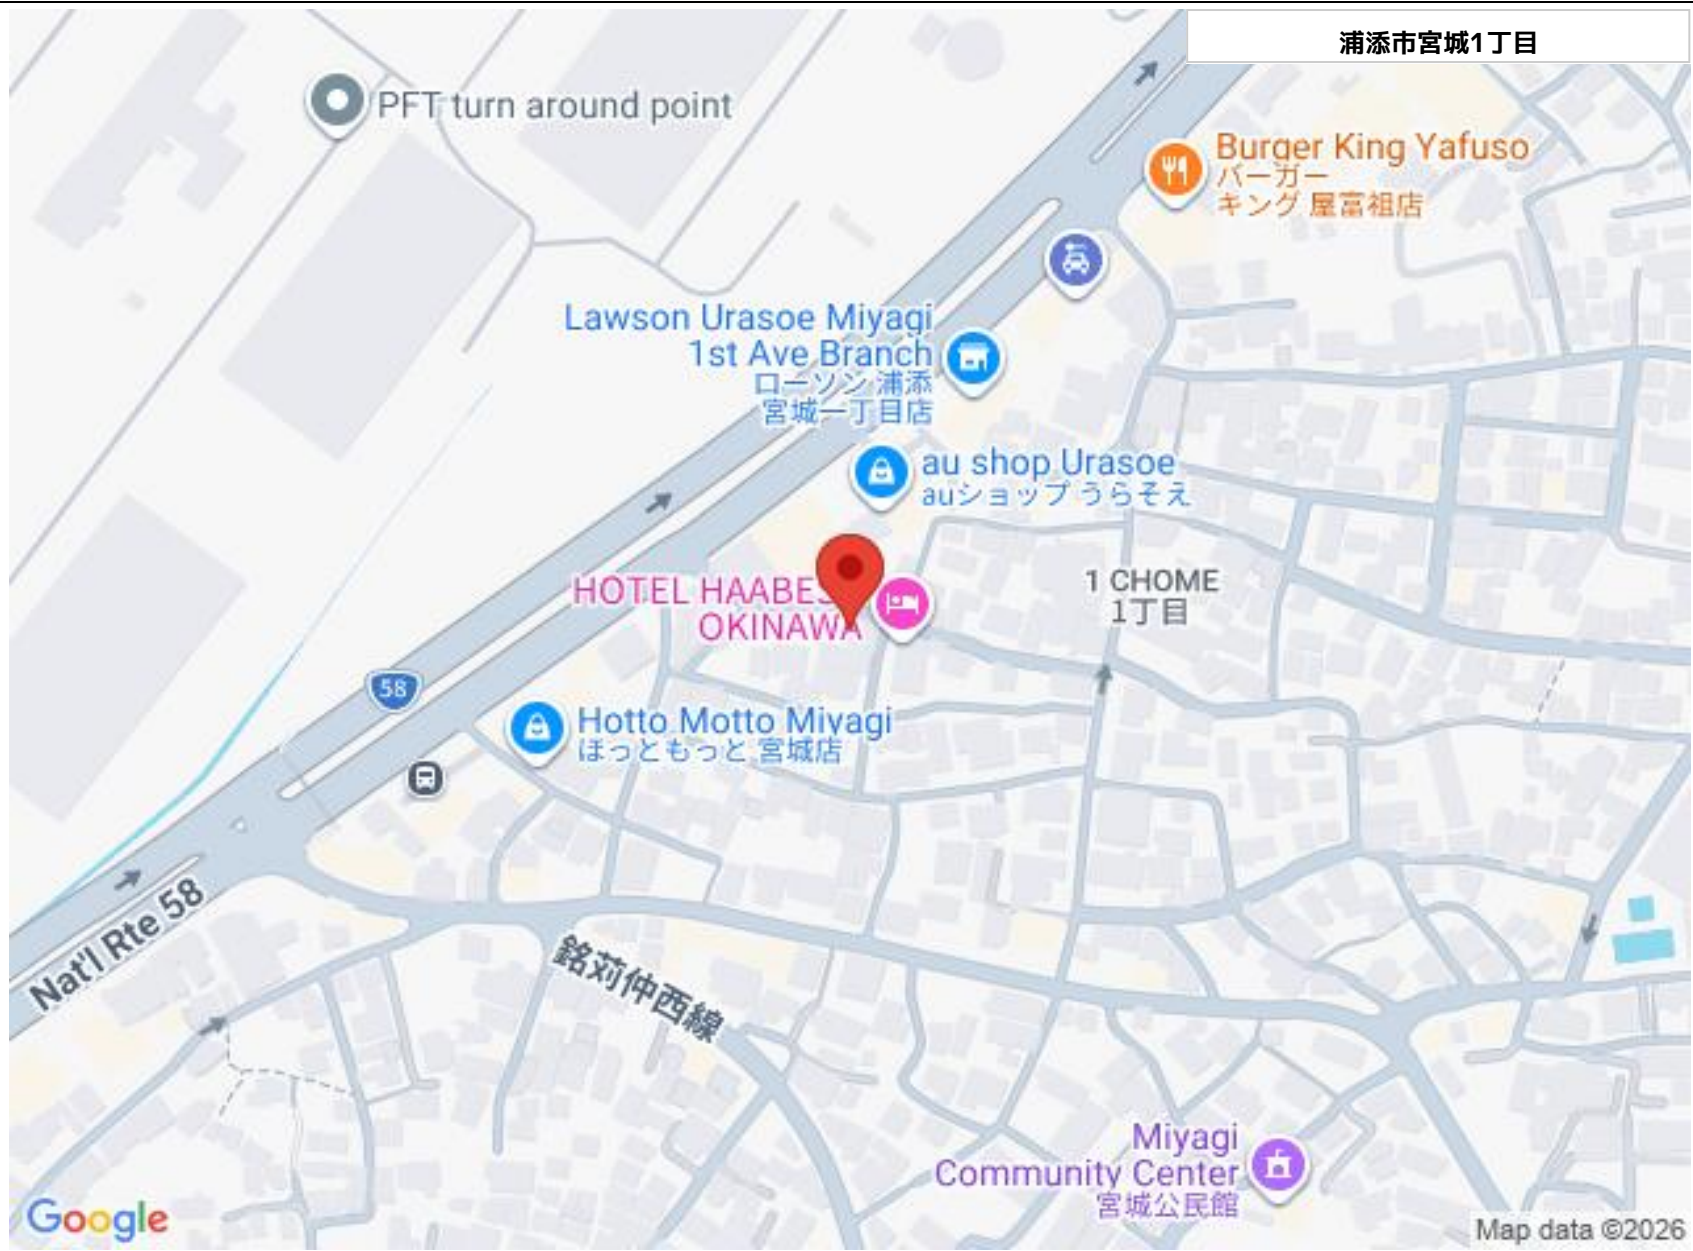 浦添市宮城1丁目
PFT turn around point
Burger King Yafuso
バーガー
キング 屋富祖店
Lawson Urasoe Miyagi
1st Ave Branch
ローソン 浦添
宮城一丁目店
au shop Urasoe
auショップ うらそえ
HOTEL HAABES
OKINAWA
1 CHOME
1丁目
58
Hotto Motto Miyagi
ほっともっと 宮城店
Nat'l Rte 58
銘苅仲西線
Miyagi
Community Center
宮城公民館
Google
Map data ©2026